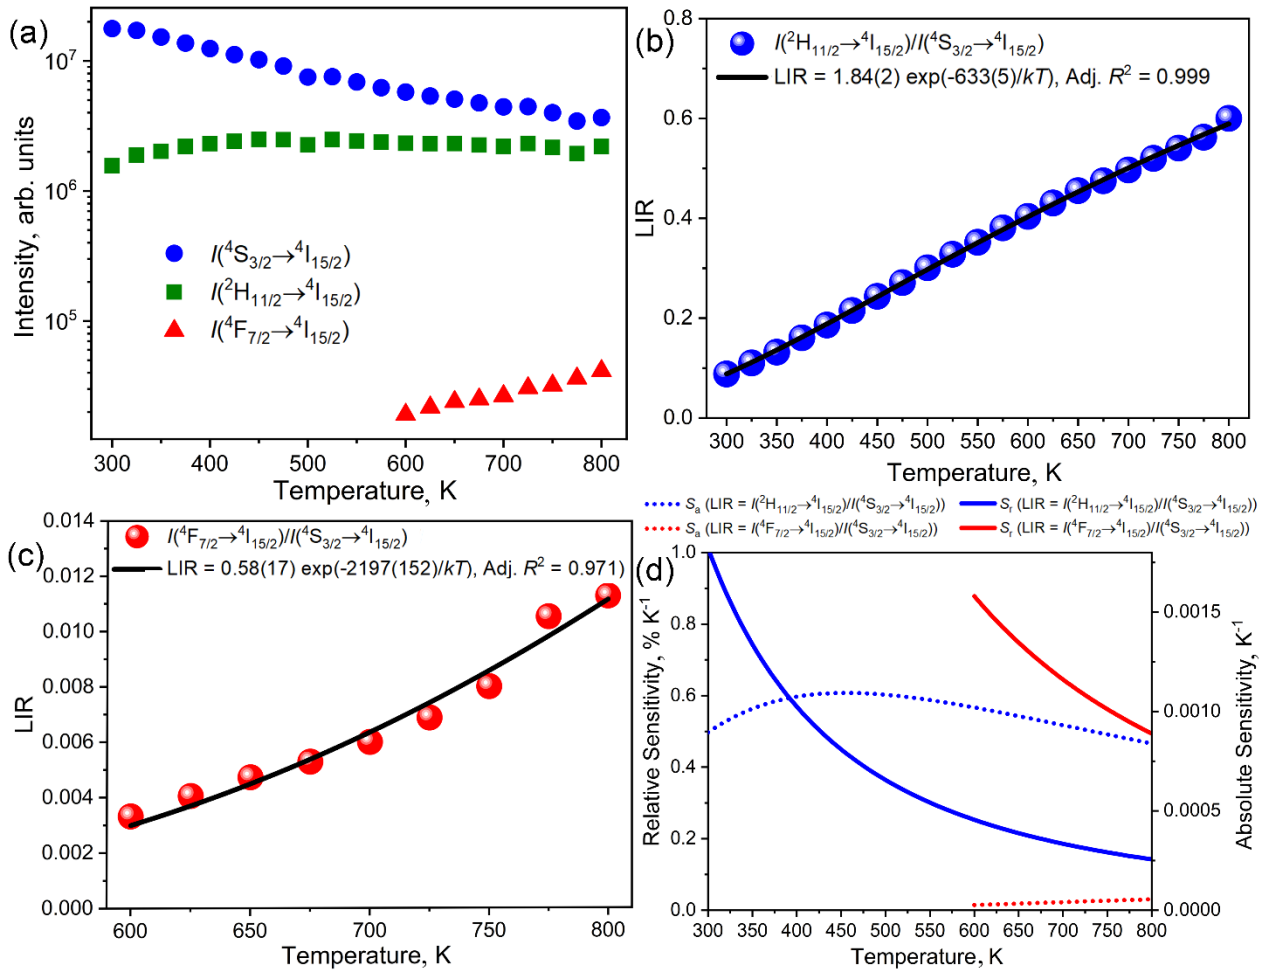 (a)
10⁷
10⁶
10⁵
Intensity, arb. units
I(⁴S₃/₂→⁴I₁₅/₂)
I(²H₁₁/₂→⁴I₁₅/₂)
I(⁴F₇/₂→⁴I₁₅/₂)
300 400 500 600 700 800
Temperature, K
(b)
0.8
0.6
0.4
0.2
0.0
LIR
I(²H₁₁/₂→⁴I₁₅/₂)/I(⁴S₃/₂→⁴I₁₅/₂)
LIR = 1.84(2) exp(-633(5)/kT), Adj. R² = 0.999
300 350 400 450 500 550 600 650 700 750 800
Temperature, K
(c)
0.014
0.012
0.010
0.008
0.006
0.004
0.002
0.000
LIR
I(⁴F₇/₂→⁴I₁₅/₂)/I(⁴S₃/₂→⁴I₁₅/₂)
LIR = 0.58(17) exp(-2197(152)/kT), Adj. R² = 0.971)
600 650 700 750 800
Temperature, K
Sₐ (LIR = I(²H₁₁/₂→⁴I₁₅/₂)/I(⁴S₃/₂→⁴I₁₅/₂)) Sᵣ (LIR = I(²H₁₁/₂→⁴I₁₅/₂)/I(⁴S₃/₂→⁴I₁₅/₂))
Sₐ (LIR = I(⁴F₇/₂→⁴I₁₅/₂)/I(⁴S₃/₂→⁴I₁₅/₂)) Sᵣ (LIR = I(⁴F₇/₂→⁴I₁₅/₂)/I(⁴S₃/₂→⁴I₁₅/₂))
(d)
1.0
0.8
0.6
0.4
0.2
0.0
Relative Sensitivity, % K⁻¹
0.0015
0.0010
0.0005
0.0000
Absolute Sensitivity, K⁻¹
300 350 400 450 500 550 600 650 700 750 800
Temperature, K